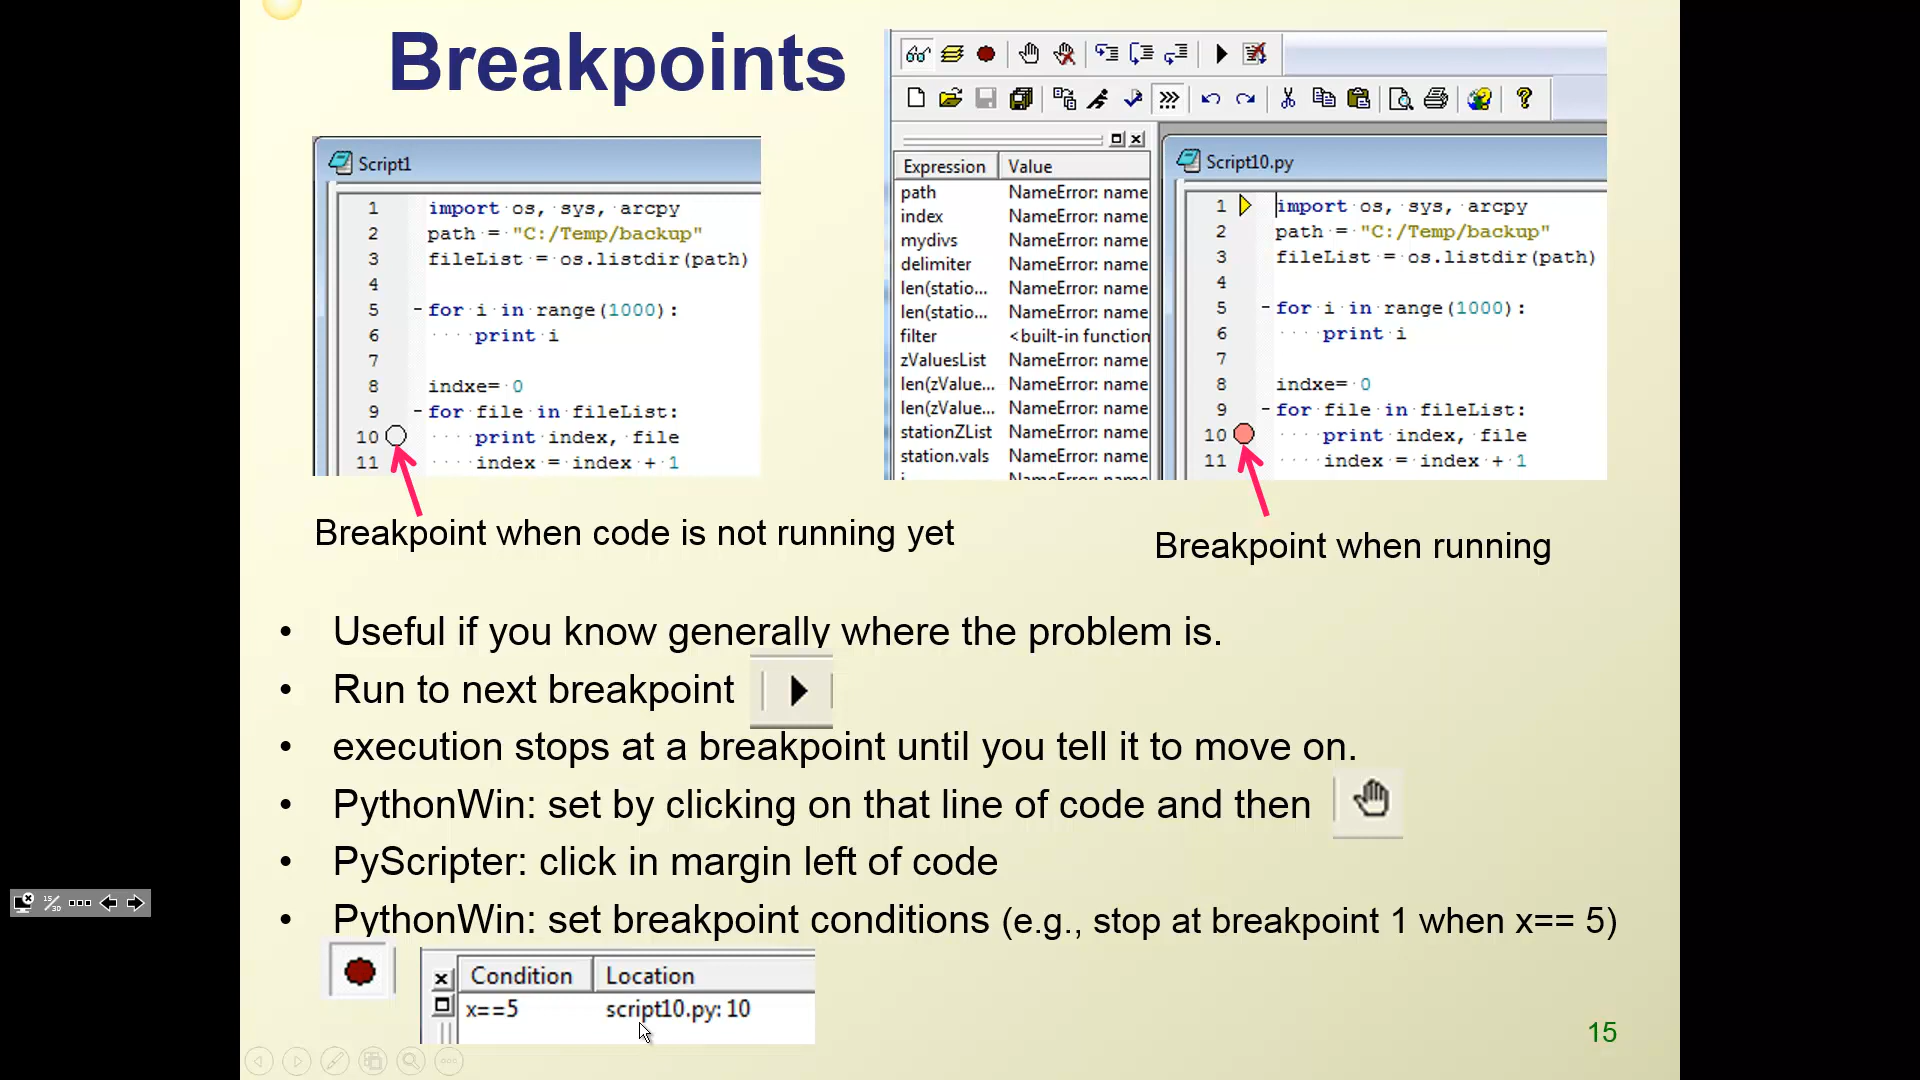 Breakpoints
Script1
1 import os, sys, arcpy
2 path = "C:/Temp/backup"
3 fileList = os.listdir(path)
4
5 for i in range(1000):
6 print i
7
8 indxe= 0
9 for file in fileList:
10 print index, file
11 index = index + 1
Expression Value
path NameError: name
index NameError: name
mydivs NameError: name
delimiter NameError: name
len(statio... NameError: name
len(statio... NameError: name
filter <built-in function
zValuesList NameError: name
len(zValue... NameError: name
len(zValue... NameError: name
stationZList NameError: name
station.vals NameError: name
Script10.py
1 import os, sys, arcpy
2 path = "C:/Temp/backup"
3 fileList = os.listdir(path)
4
5 for i in range(1000):
6 print i
7
8 indxe= 0
9 for file in fileList:
10 print index, file
11 index = index + 1
Breakpoint when code is not running yet
Breakpoint when running
• Useful if you know generally where the problem is.
• Run to next breakpoint
• execution stops at a breakpoint until you tell it to move on.
• PythonWin: set by clicking on that line of code and then
• PyScripter: click in margin left of code
• PythonWin: set breakpoint conditions (e.g., stop at breakpoint 1 when x== 5)
Condition Location
x==5 script10.py: 10
15
15/30